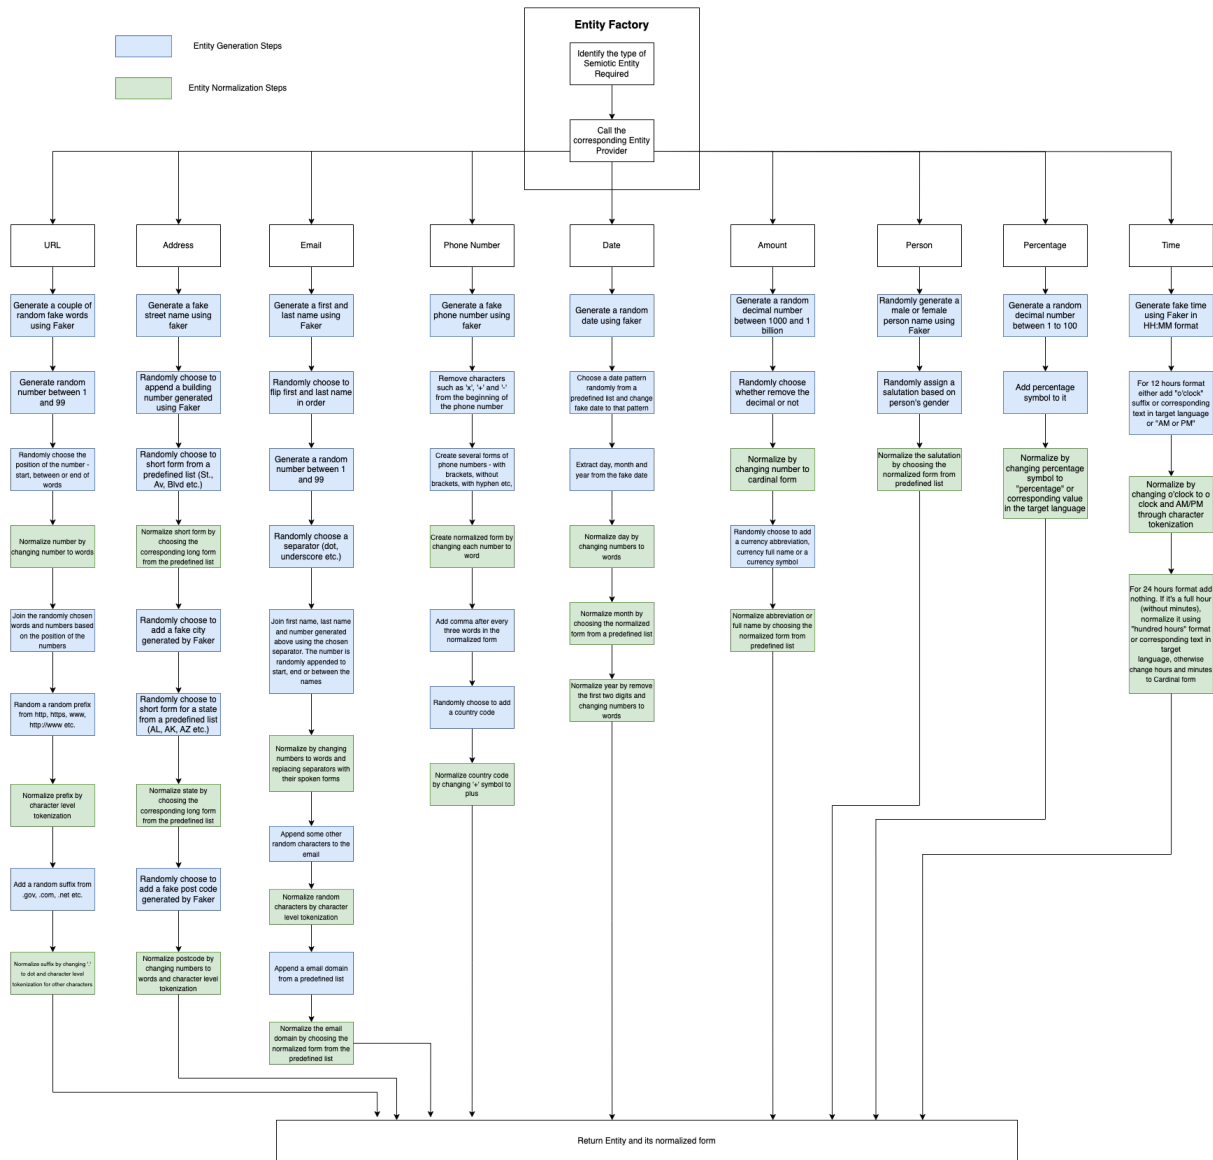 Entity Factory
Identify the type of
Semiotic Entity
Required
Call the
corresponding Entity
Provider
Entity Generation Steps
Entity Normalization Steps
URL
Generate a couple of
random fake words
using Faker
Generate random
number between 1
and 99
Randomly choose the
position of the number -
start, between or end of
words
Normalize number by
changing number to words
Join the randomly chosen
words and numbers based
on the position of the
numbers
Random a random prefix
from http, https, www,
http://www etc.
Normalize prefix by
character level
tokenization
Add a random suffix from
.gov, .com, .net etc.
Normalize suffix by changing '.'
to dot and character level
tokenization for other characters
Address
Generate a fake
street name using
faker
Randomly choose to
append a building
number generated
using Faker
Randomly choose to
short form from a
predefined list (St.,
Av, Blvd etc.)
Normalize short form by
choosing the
corresponding long form
from the predefined list
Randomly choose to
add a fake city
generated by Faker
Randomly choose to
short form for a state
from a predefined list
(AL, AK, AZ etc.)
Normalize state by
choosing the
corresponding long form
from the predefined list
Randomly choose to
add a fake post code
generated by Faker
Normalize postcode by
changing numbers to
words and character level
tokenization
Email
Generate a first and
last name using
Faker
Randomly choose to
flip first and last name
in order
Generate a random
number between 1
and 99
Randomly choose a
separator (dot,
underscore etc.)
Join first name, last name
and number generated
above using the chosen
separator. The number is
randomly appended to
start, end or between the
names
Normalize by changing
numbers to words and
replacing separators with
their spoken forms
Append some other
random characters to the
email
Normalize random
characters by character
level tokenization
Append a email domain
from a predefined list
Normalize the email
domain by choosing the
normalized form from the
predefined list
Phone Number
Generate a fake
phone number using
faker
Remove characters
such as 'x', '+' and '-'
from the beginning of
the phone number
Create several forms of
phone numbers - with
brackets, without
brackets, with hyphen etc,
Create normalized form by
changing each number to
word
Add comma after every
three words in the
normalized form
Randomly choose to add
a country code
Normalize country code
by changing '+' symbol to
plus
Date
Generate a random
date using faker
Choose a date pattern
randomly from a
predefined list and change
fake date to that pattern
Extract day, month and
year from the fake date
Normalize day by
changing numbers to
words
Normalize month by
choosing the normalized
form from a predefined list
Normalize year by remove
the first two digits and
changing numbers to
words
Amount
Generate a random
decimal number
between 1000 and 1
billion
Randomly choose
whether remove the
decimal or not
Normalize by
changing number to
cardinal form
Randomly choose to add
a currency abbreviation,
currency full name or a
currency symbol
Normalize abbreviation or
full name by choosing the
normalized form from
predefined list
Person
Randomly generate a
male or female
person name using
Faker
Randomly assign a
salutation based on
person's gender
Normalize the salutation
by choosing the
normalized form from
predefined list
Percentage
Generate a random
decimal number
between 1 to 100
Add percentage
symbol to it
Normalize by
changing percentage
symbol to
"percentage" or
corresponding value
in the target language
Time
Generate fake time
using Faker in
HH:MM format
For 12 hours format
either add "o'clock"
suffix or corresponding
text in target language
or "AM or PM"
Normalize by
changing o'clock to o
clock and AM/PM
through character
tokenization
For 24 hours format add
nothing. If it's a full hour
(without minutes),
normalize it using
"hundred hours" format
or corresponding text in
target
language, otherwise
change hours and minutes
to Cardinal form
Return Entity and its normalized form